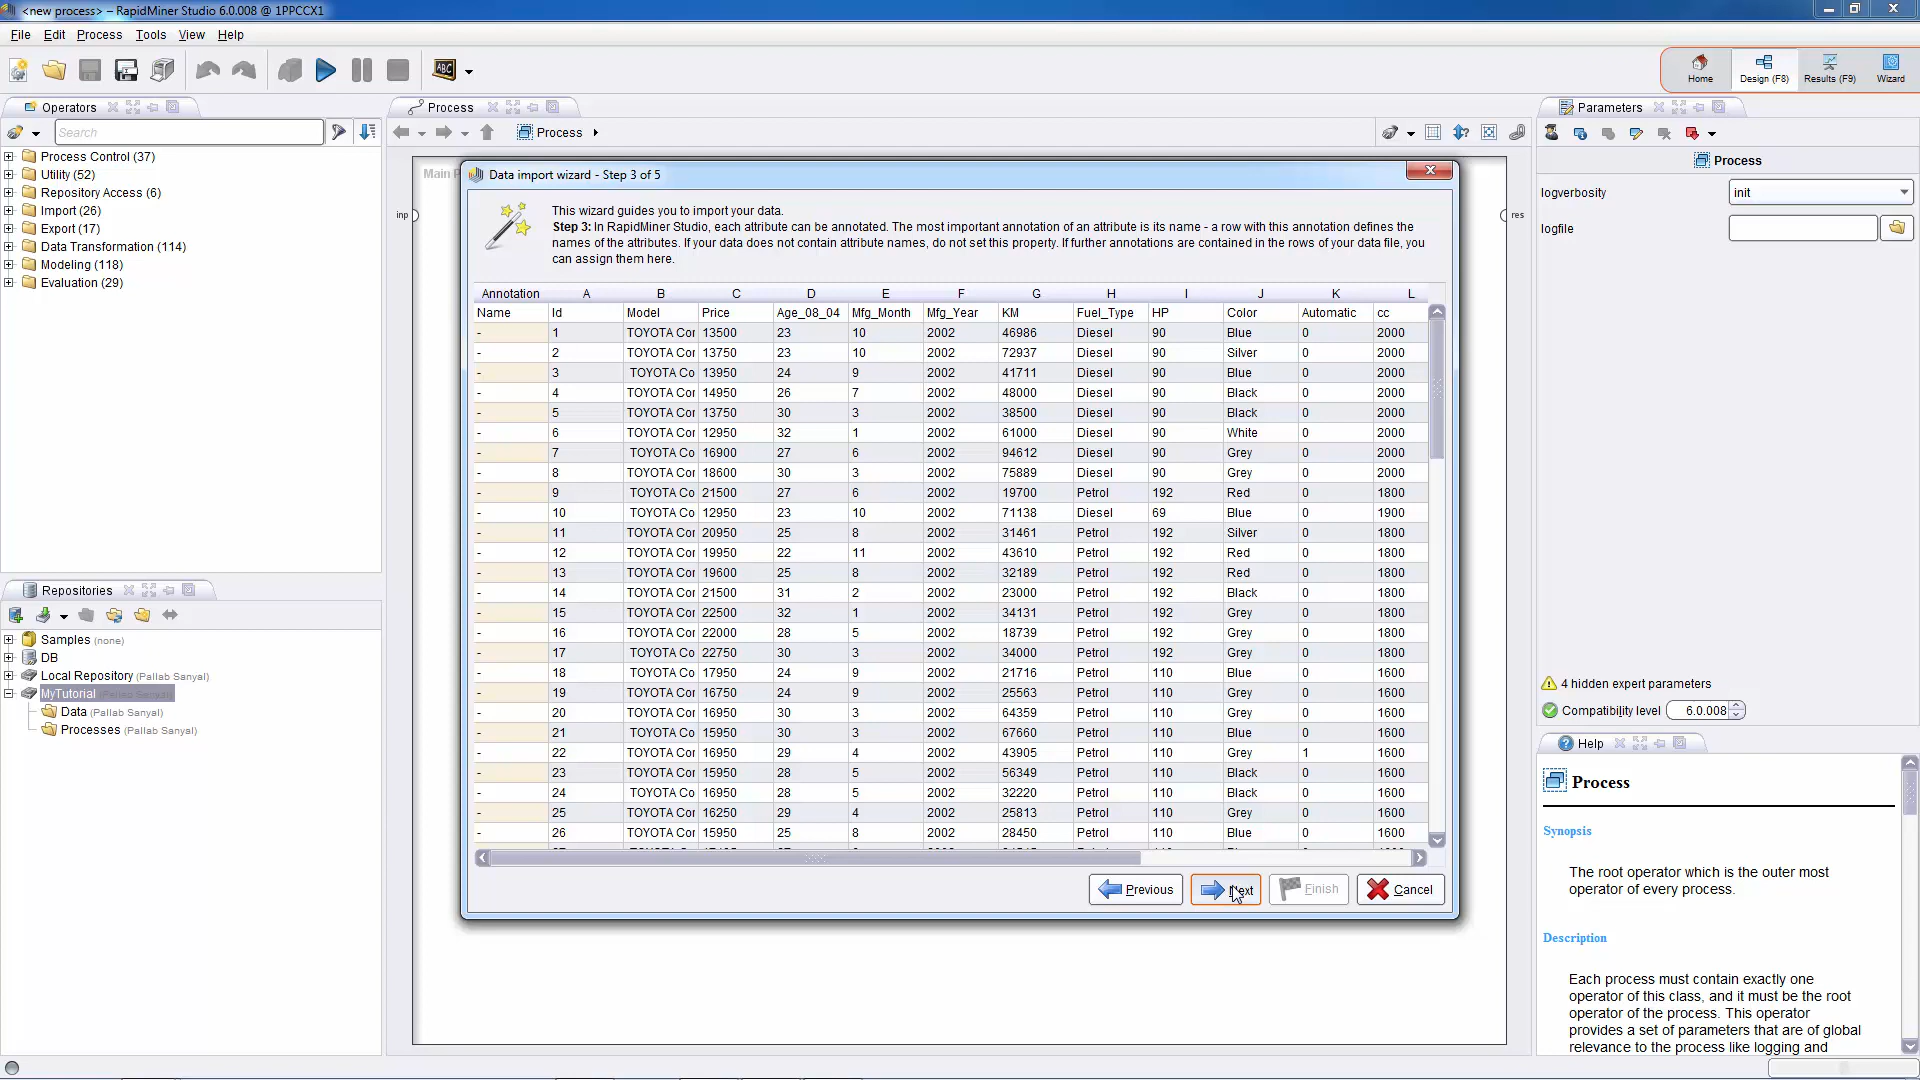 <new process> – RapidMiner Studio 6.0.008 @ 1PPCCX1
File Edit Process Tools View Help
Home Design (F8) Results (F9) Wizard
Operators
Search
Process Control (37)
Utility (52)
Repository Access (6)
Import (26)
Export (17)
Data Transformation (114)
Modeling (118)
Evaluation (29)
Repositories
Samples (none)
DB
Local Repository (Pallab Sanyal)
MyTutorial (Pallab Sanyal)
Data (Pallab Sanyal)
Processes (Pallab Sanyal)
Process
Process
Main
inp
res
Data import wizard - Step 3 of 5
This wizard guides you to import your data.
Step 3: In RapidMiner Studio, each attribute can be annotated. The most important annotation of an attribute is its name - a row with this annotation defines the
names of the attributes. If your data does not contain attribute names, do not set this property. If further annotations are contained in the rows of your data file, you
can assign them here.
Annotation A B C D E F G H I J K L
Name Id Model Price Age_08_04 Mfg_Month Mfg_Year KM Fuel_Type HP Color Automatic cc
- 1 TOYOTA Cor 13500 23 10 2002 46986 Diesel 90 Blue 0 2000
- 2 TOYOTA Cor 13750 23 10 2002 72937 Diesel 90 Silver 0 2000
- 3 TOYOTA Co 13950 24 9 2002 41711 Diesel 90 Blue 0 2000
- 4 TOYOTA Cor 14950 26 7 2002 48000 Diesel 90 Black 0 2000
- 5 TOYOTA Cor 13750 30 3 2002 38500 Diesel 90 Black 0 2000
- 6 TOYOTA Cor 12950 32 1 2002 61000 Diesel 90 White 0 2000
- 7 TOYOTA Co 16900 27 6 2002 94612 Diesel 90 Grey 0 2000
- 8 TOYOTA Cor 18600 30 3 2002 75889 Diesel 90 Grey 0 2000
- 9 TOYOTA Co 21500 27 6 2002 19700 Petrol 192 Red 0 1800
- 10 TOYOTA Co 12950 23 10 2002 71138 Diesel 69 Blue 0 1900
- 11 TOYOTA Cor 20950 25 8 2002 31461 Petrol 192 Silver 0 1800
- 12 TOYOTA Cor 19950 22 11 2002 43610 Petrol 192 Red 0 1800
- 13 TOYOTA Cor 19600 25 8 2002 32189 Petrol 192 Red 0 1800
- 14 TOYOTA Cor 21500 31 2 2002 23000 Petrol 192 Black 0 1800
- 15 TOYOTA Cor 22500 32 1 2002 34131 Petrol 192 Grey 0 1800
- 16 TOYOTA Cor 22000 28 5 2002 18739 Petrol 192 Grey 0 1800
- 17 TOYOTA Co 22750 30 3 2002 34000 Petrol 192 Grey 0 1800
- 18 TOYOTA Cor 17950 24 9 2002 21716 Petrol 110 Blue 0 1600
- 19 TOYOTA Cor 16750 24 9 2002 25563 Petrol 110 Grey 0 1600
- 20 TOYOTA Cor 16950 30 3 2002 64359 Petrol 110 Grey 0 1600
- 21 TOYOTA Cor 15950 30 3 2002 67660 Petrol 110 Blue 0 1600
- 22 TOYOTA Cor 16950 29 4 2002 43905 Petrol 110 Grey 1 1600
- 23 TOYOTA Cor 15950 28 5 2002 56349 Petrol 110 Black 0 1600
- 24 TOYOTA Co 16950 28 5 2002 32220 Petrol 110 Black 0 1600
- 25 TOYOTA Cor 16250 29 4 2002 25813 Petrol 110 Grey 0 1600
- 26 TOYOTA Cor 15950 25 8 2002 28450 Petrol 110 Blue 0 1600
Previous Next Finish Cancel
Parameters
Process
logverbosity init
logfile
4 hidden expert parameters
Compatibility level 6.0.008
Help
Process
Synopsis
The root operator which is the outer most
operator of every process.
Description
Each process must contain exactly one
operator of this class, and it must be the root
operator of the process. This operator
provides a set of parameters that are of global
relevance to the process like logging and